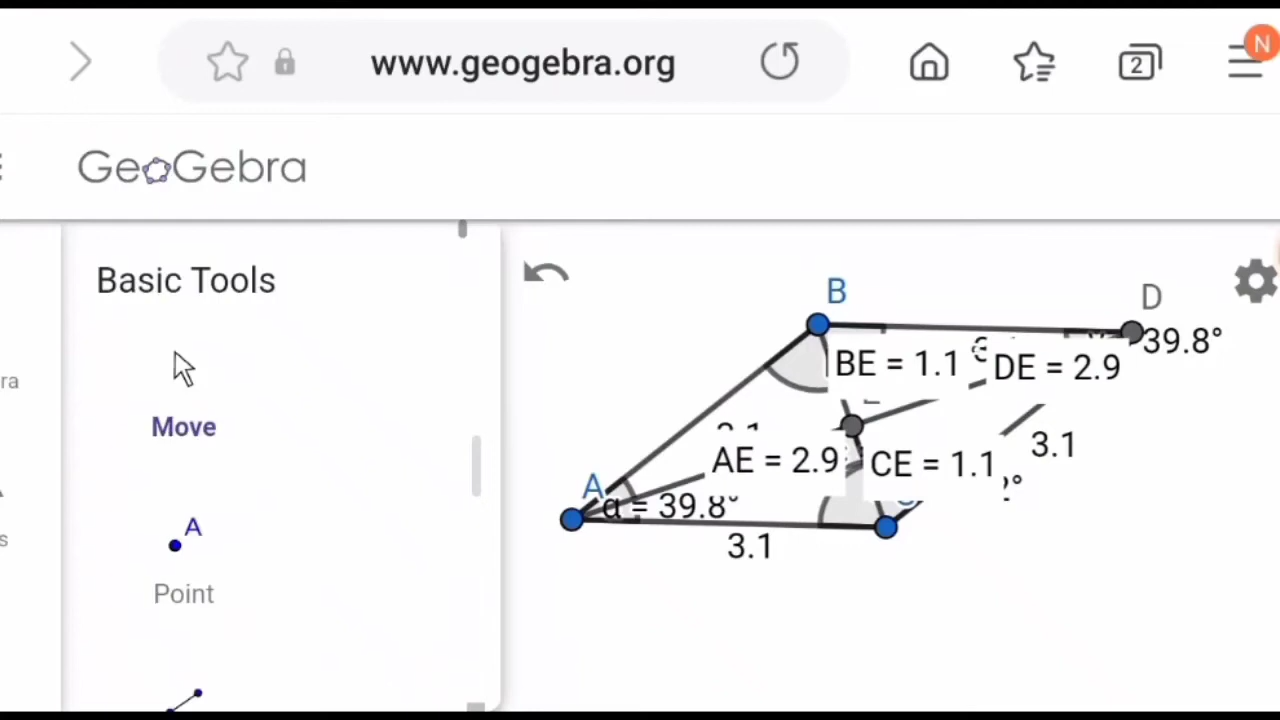 www.geogebra.org
2
N
GeoGebra
Basic Tools
Move
A
Point
ra
s
B
D
39.8°
BE = 1.1
DE = 2.9
AE = 2.9
CE = 1.1
3.1
A
α = 39.8°
3.1